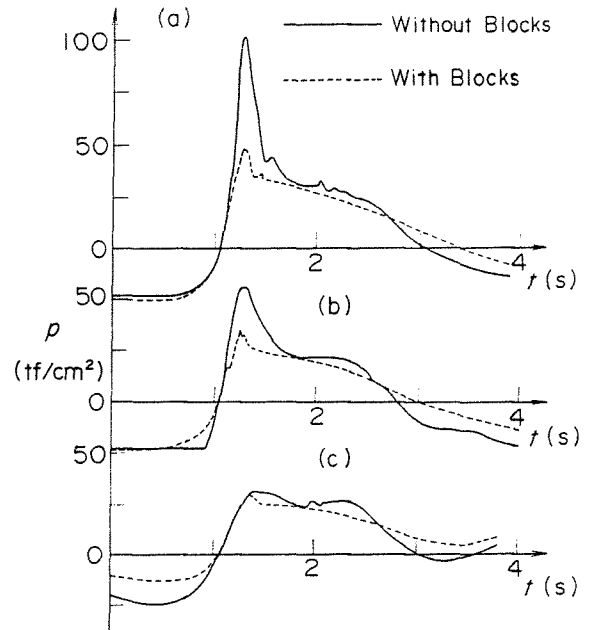 (a)
Without Blocks
With Blocks
100
50
0
2
4
t (s)
50
(b)
p
(tf/cm²)
0
2
4
t (s)
50
(c)
0
2
4
t (s)